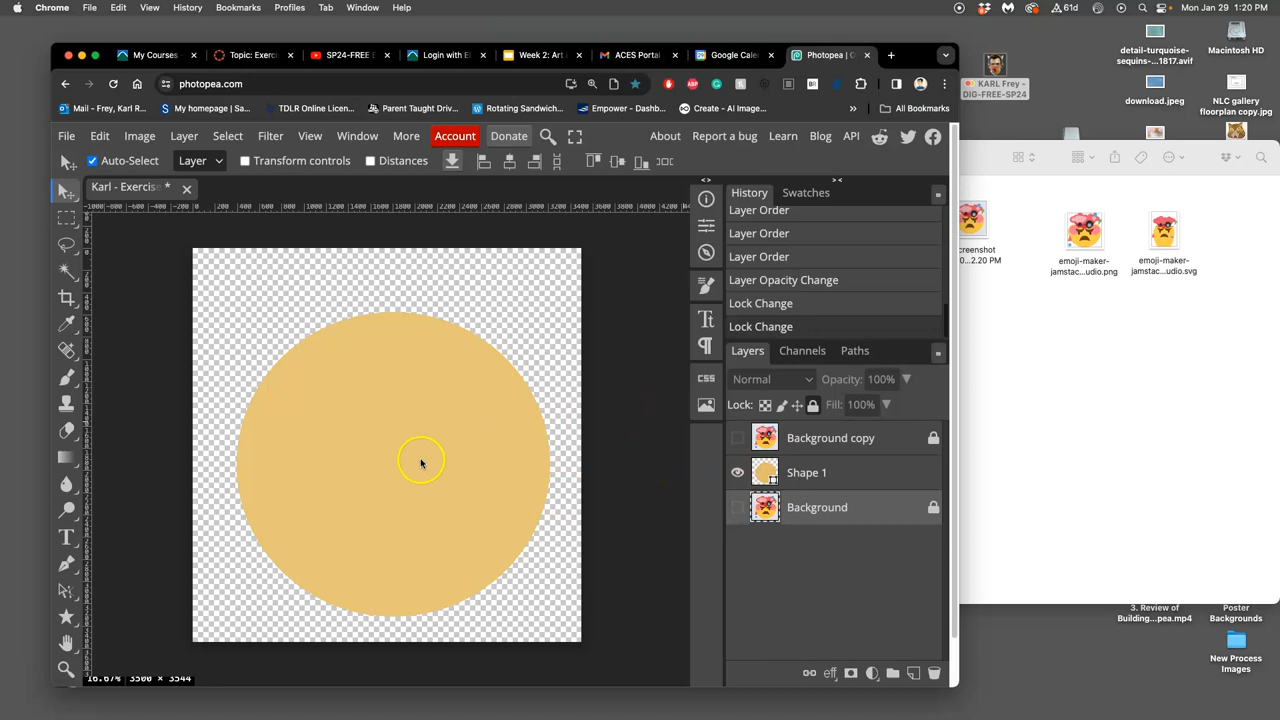 Chrome File Edit View History Bookmarks Profiles Tab Window Help 61d Mon Jan 29 1:20 PM
My Courses Topic: Exerci SP24-FREE E Login with El Week 2: Art ACES Portal Google Cale Photopea | O
photopea.com
Mail - Frey, Karl R... My homepage | Sa... TDLR Online Licen... Parent Taught Driv... Rotating Sandwich... Empower - Dashb... Create - AI Image... » All Bookmarks
File Edit Image Layer Select Filter View Window More Account Donate About Report a bug Learn Blog API
Auto-Select Layer Transform controls Distances
Karl - Exercise *
History Swatches
Layer Order
Layer Order
Layer Order
Layer Opacity Change
Lock Change
Lock Change
Layers Channels Paths
CSS
Normal Opacity: 100%
Lock: Fill: 100%
Background copy
Shape 1
Background
eff
16.67% 3500 × 3544
KARL Frey -
DIG-FREE-SP24
detail-turquoise-
sequins-...1817.avif
Macintosh HD
download.jpeg
NLC gallery
floorplan copy.jpg
creenshot
0...2.20 PM
emoji-maker-
jamstac...udio.png
emoji-maker-
jamstac...udio.svg
3. Review of
Building...pea.mp4
Poster
Backgrounds
New Process
Images